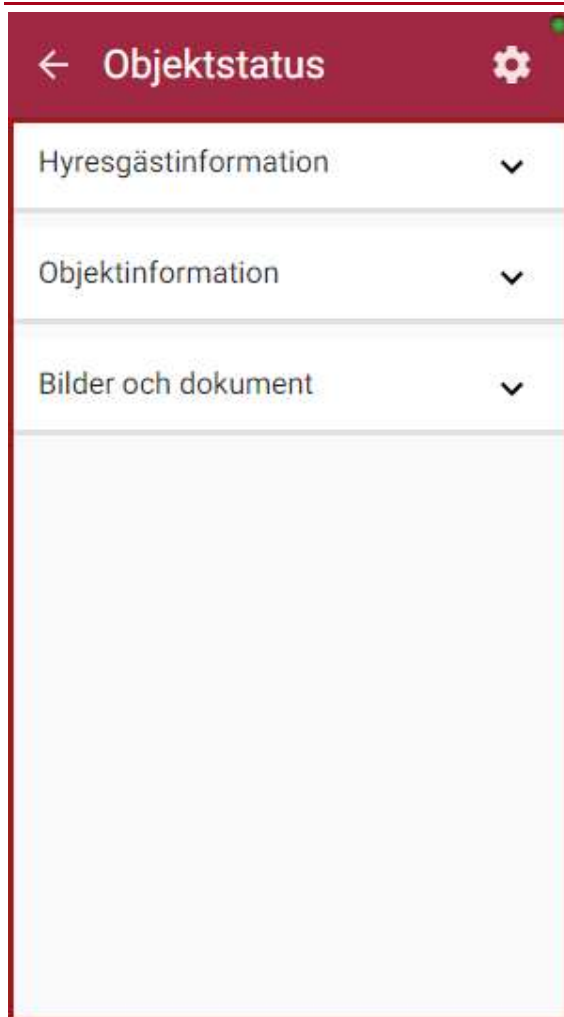 Objektstatus
Hyresgästinformation
Objektinformation
Bilder och dokument